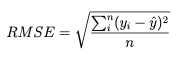 $RMSE = \sqrt{\frac{\sum_{i}^{n}(y_i - \hat{y})^2}{n}}$